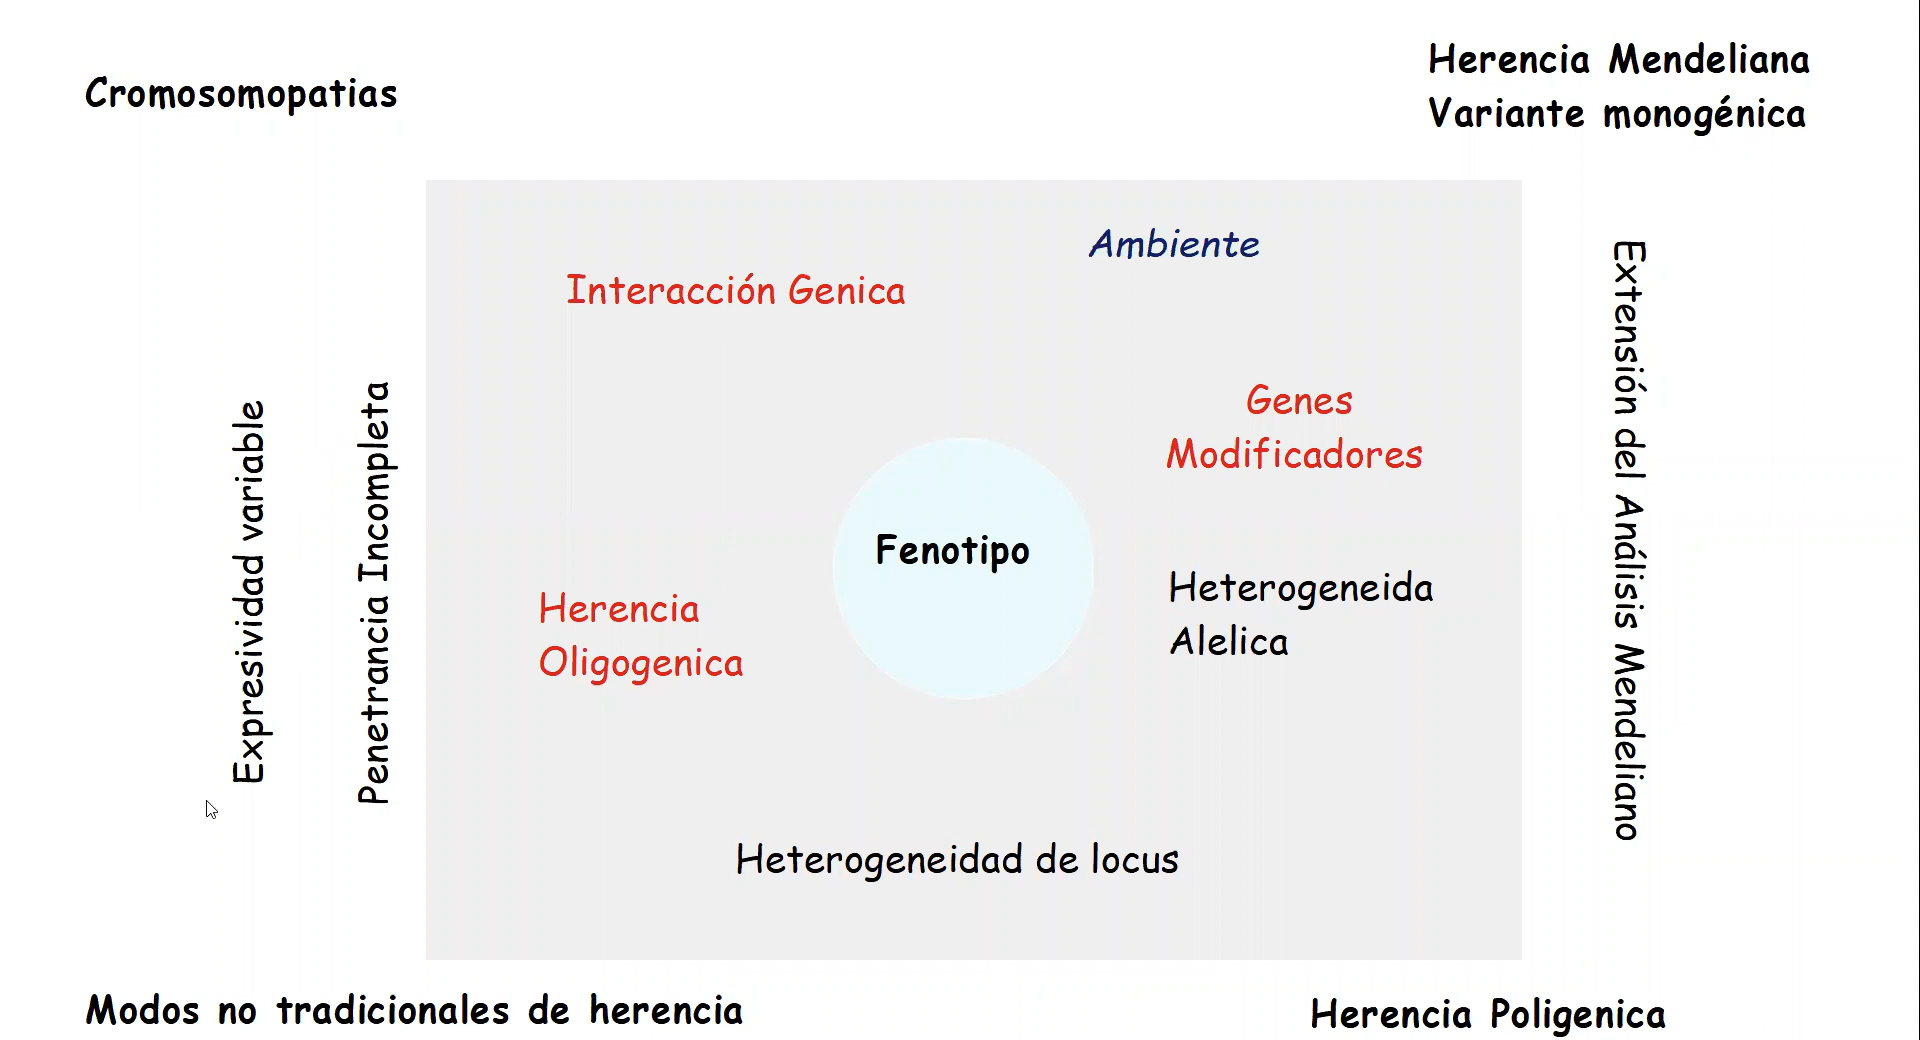 Cromosomopatias
Herencia Mendeliana
Variante monogénica
Ambiente
Interacción Genica
Genes
Modificadores
Fenotipo
Heterogeneida
Alelica
Herencia
Oligogenica
Heterogeneidad de locus
Expresividad variable
Penetrancia Incompleta
Extensión del Análisis Mendeliano
Modos no tradicionales de herencia
Herencia Poligenica